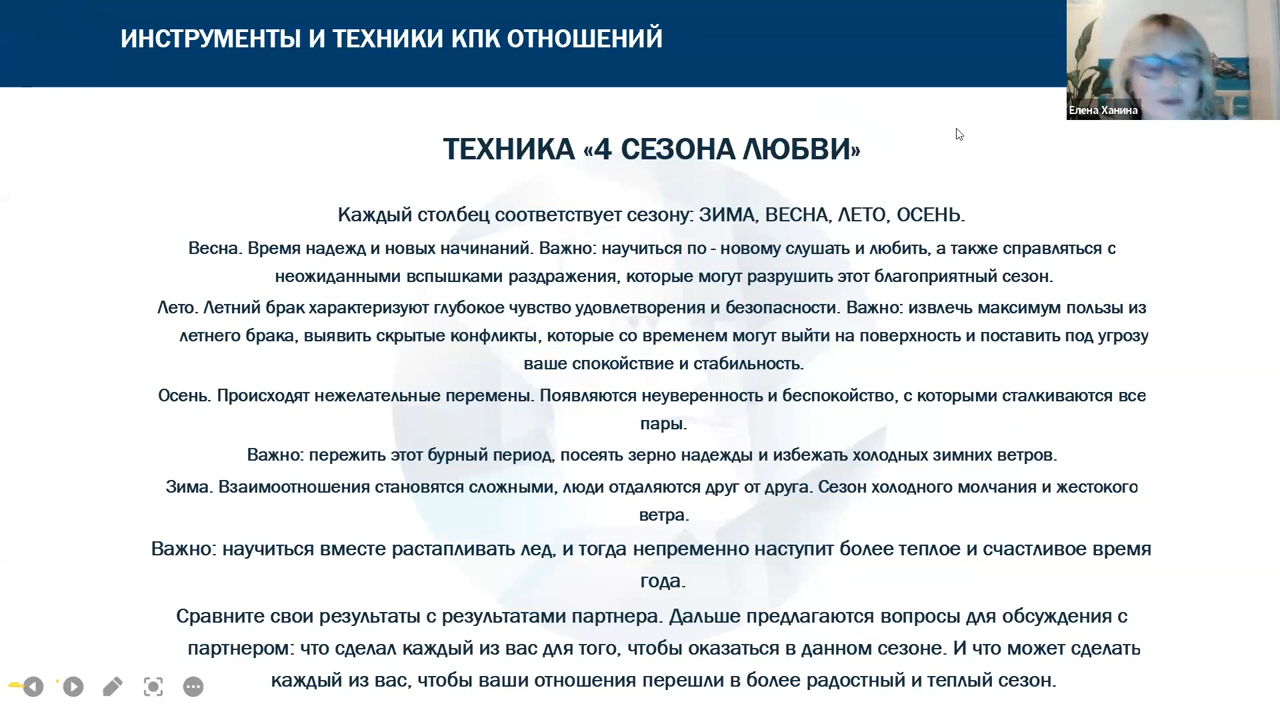 ИНСТРУМЕНТЫ И ТЕХНИКИ КПК ОТНОШЕНИЙ
Елена Ханина
ТЕХНИКА «4 СЕЗОНА ЛЮБВИ»
Каждый столбец соответствует сезону: ЗИМА, ВЕСНА, ЛЕТО, ОСЕНЬ.
Весна. Время надежд и новых начинаний. Важно: научиться по - новому слушать и любить, а также справляться с
неожиданными вспышками раздражения, которые могут разрушить этот благоприятный сезон.
Лето. Летний брак характеризуют глубокое чувство удовлетворения и безопасности. Важно: извлечь максимум пользы из
летнего брака, выявить скрытые конфликты, которые со временем могут выйти на поверхность и поставить под угрозу
ваше спокойствие и стабильность.
Осень. Происходят нежелательные перемены. Появляются неуверенность и беспокойство, с которыми сталкиваются все
пары.
Важно: пережить этот бурный период, посеять зерно надежды и избежать холодных зимних ветров.
Зима. Взаимоотношения становятся сложными, люди отдаляются друг от друга. Сезон холодного молчания и жестокого
ветра.
Важно: научиться вместе растапливать лед, и тогда непременно наступит более теплое и счастливое время
года.
Сравните свои результаты с результатами партнера. Дальше предлагаются вопросы для обсуждения с
партнером: что сделал каждый из вас для того, чтобы оказаться в данном сезоне. И что может сделать
каждый из вас, чтобы ваши отношения перешли в более радостный и теплый сезон.